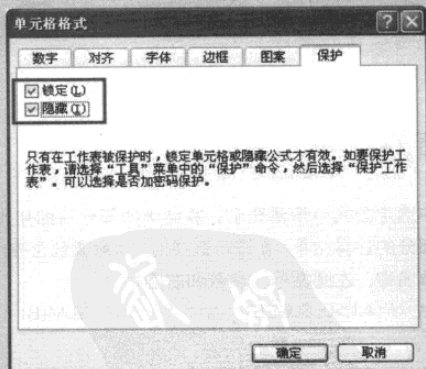 单元格格式
数字 对齐 字体 边框 图案 保护
锁定(L)
隐藏(I)
只有在工作表被保护时，锁定单元格或隐藏公式才有效。如要保护工
作表，请选择“工具”菜单中的“保护”命令，然后选择“保护工作
表”。可以选择是否加密码保护。
确定 取消